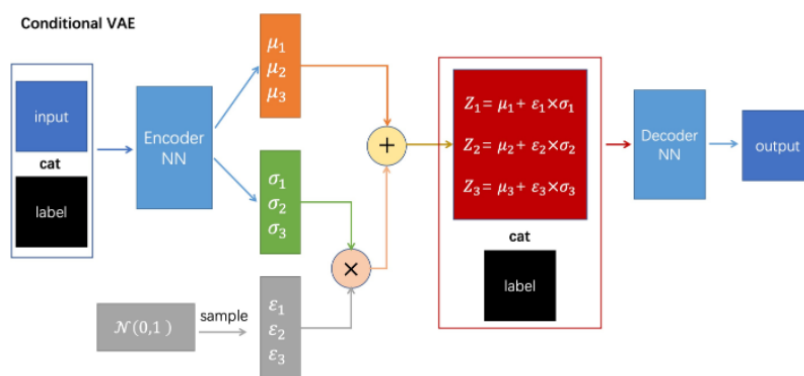 Conditional VAE
input
cat
label
Encoder
NN
μ₁
μ₂
μ₃
σ₁
σ₂
σ₃
𝒩(0,1)
sample
ε₁
ε₂
ε₃
×
+
Z₁= μ₁+ ε₁×σ₁
Z₂= μ₂+ ε₂×σ₂
Z₃= μ₃+ ε₃×σ₃
cat
label
Decoder
NN
output